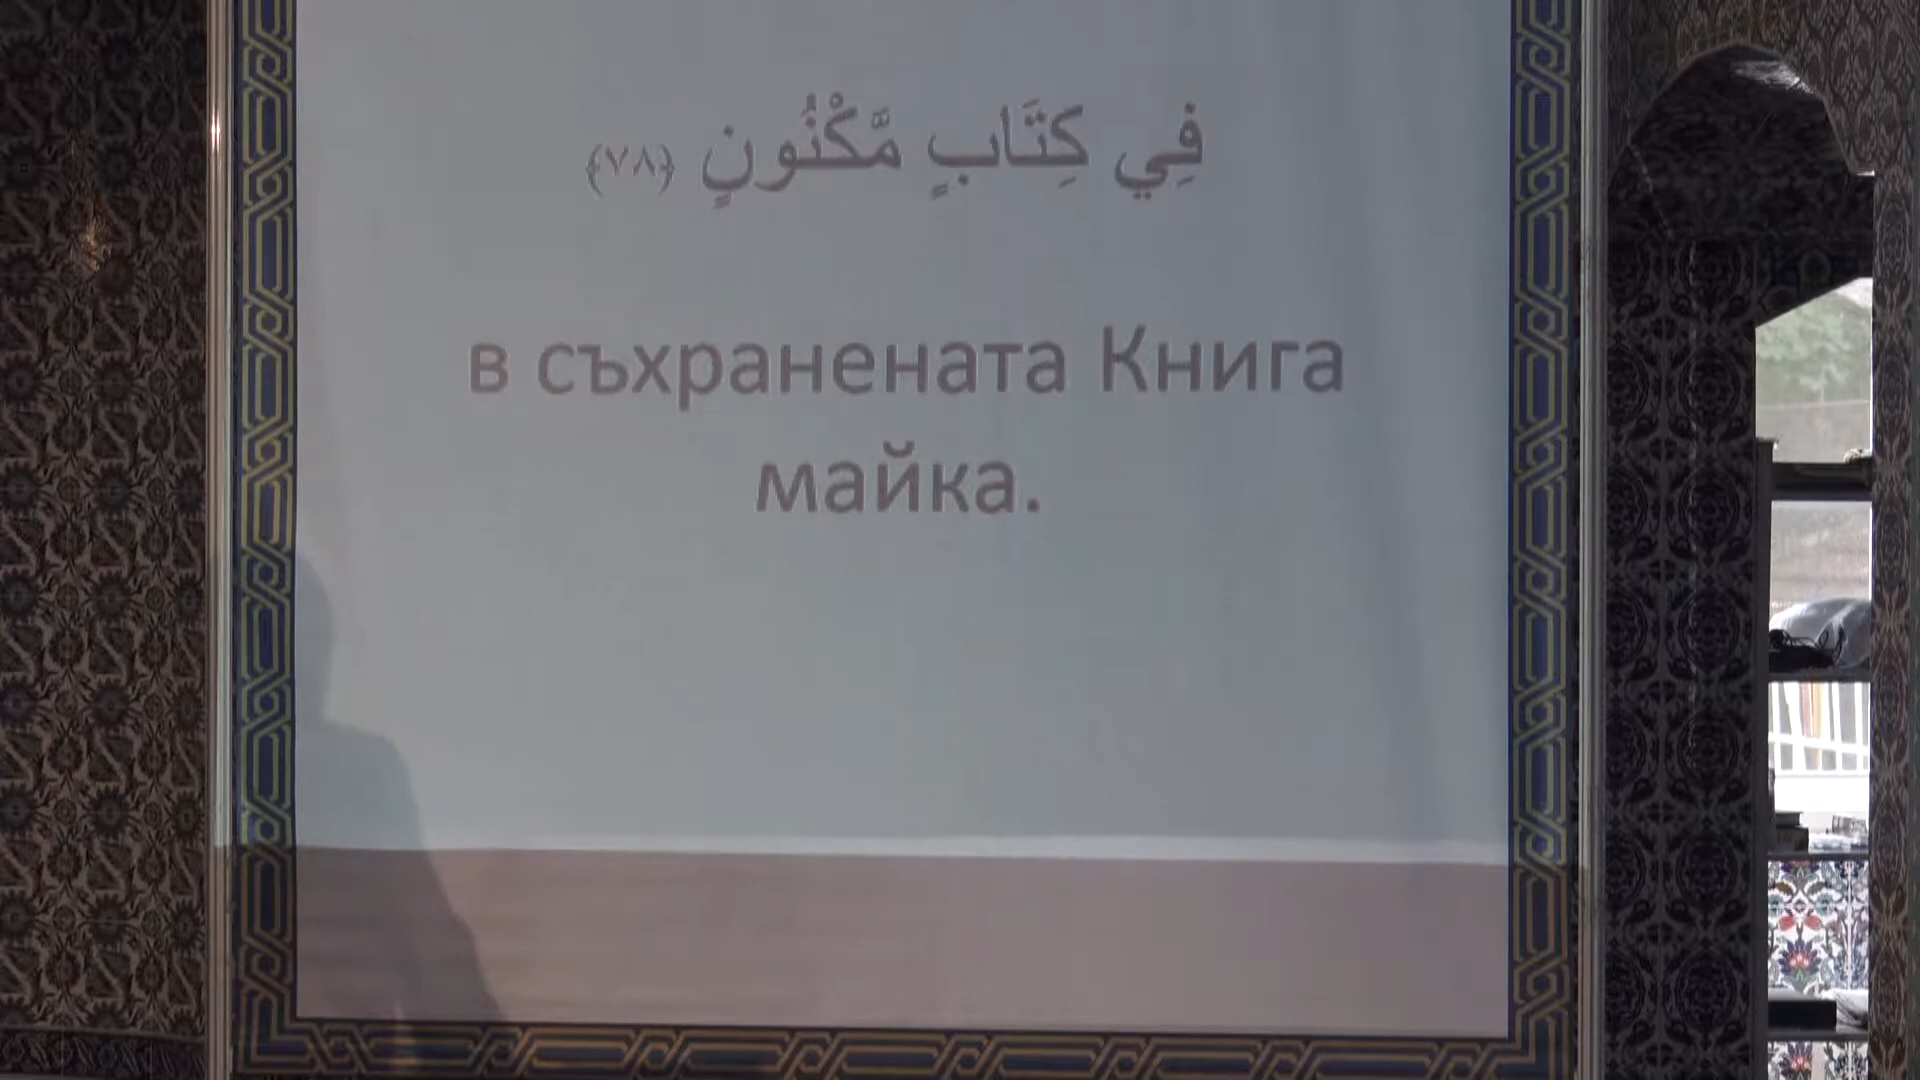 فِي كِتَابٍ مَّكْنُونٍ ﴿٧٨﴾
в съхранената Книга
майка.